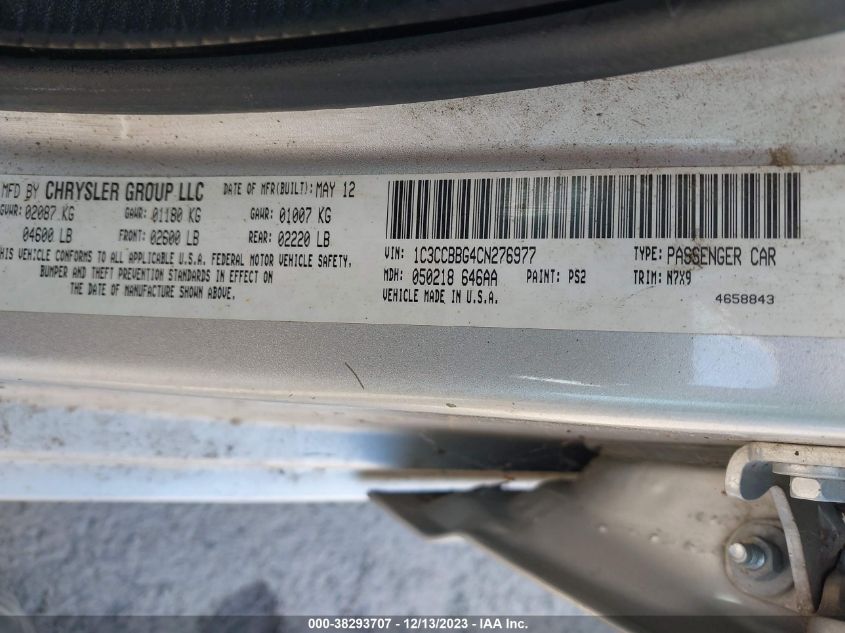 MFD BY CHRYSLER GROUP LLC DATE OF MFR(BUILT): MAY 12
GVWR: 02087 KG GAWR: 01180 KG GAWR: 01007 KG
04600 LB FRONT: 02600 LB REAR: 02220 LB
THIS VEHICLE CONFORMS TO ALL APPLICABLE U.S.A. FEDERAL MOTOR VEHICLE SAFETY,
BUMPER AND THEFT PREVENTION STANDARDS IN EFFECT ON
THE DATE OF MANUFACTURE SHOWN ABOVE.
VIN: 1C3CCBBG4CN276977 TYPE: PASSENGER CAR
MDH: 050218 646AA PAINT: PS2 TRIM: N7X9
VEHICLE MADE IN U.S.A.
4658843
000-38293707 - 12/13/2023 - IAA Inc.